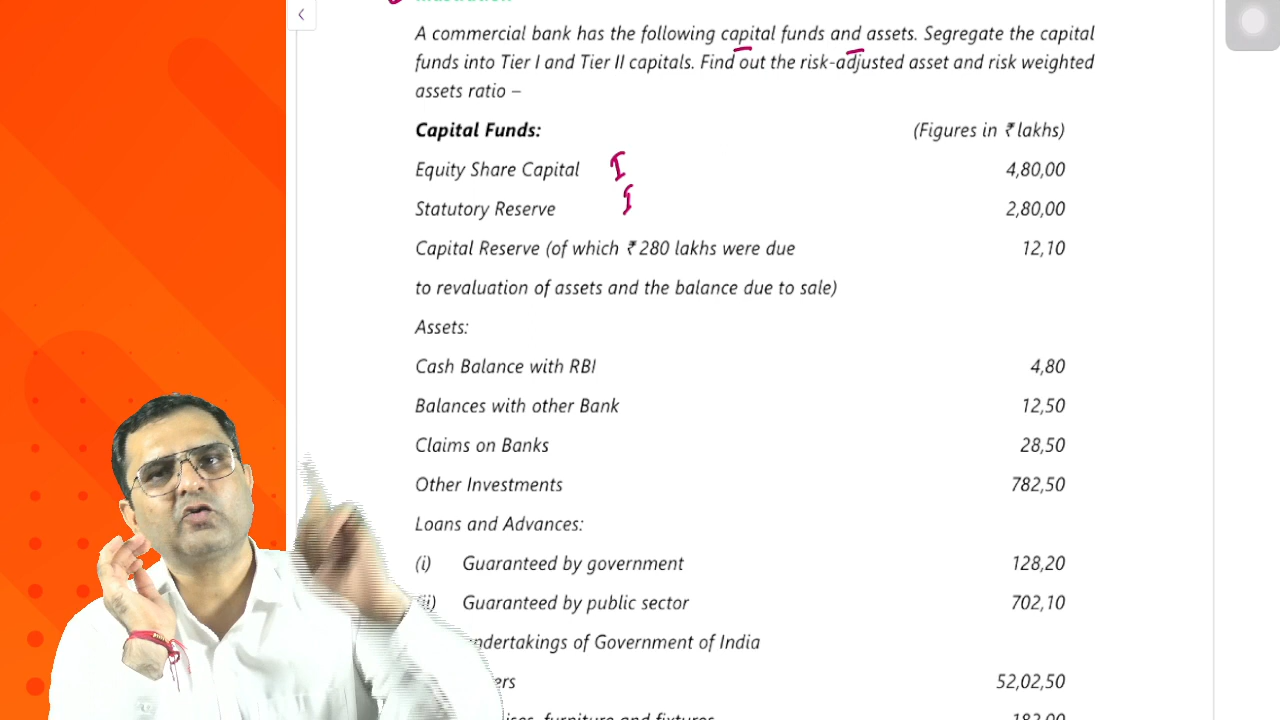 A commercial bank has the following capital funds and assets. Segregate the capital
funds into Tier I and Tier II capitals. Find out the risk-adjusted asset and risk weighted
assets ratio –
Capital Funds: (Figures in ₹ lakhs)
Equity Share Capital I 4,80,00
Statutory Reserve I 2,80,00
Capital Reserve (of which ₹ 280 lakhs were due 12,10
to revaluation of assets and the balance due to sale)
Assets:
Cash Balance with RBI 4,80
Balances with other Bank 12,50
Claims on Banks 28,50
Other Investments 782,50
Loans and Advances:
(i) Guaranteed by government 128,20
Guaranteed by public sector 702,10
of Government of India
52,02,50
furniture and fixtures 182,00